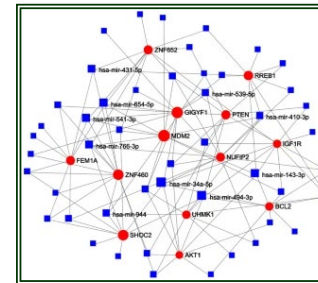 ZNF652
hsa-mir-431-5p
RREB1
hsa-mir-539-5p
hsa-mir-654-5p
GIGYF1
PTEN
hsa-mir-410-3p
hsa-mir-541-3p
MDM2
hsa-mir-766-3p
IGF1R
FEM1A
NUFIP2
ZNF460
hsa-mir-143-3p
hsa-mir-34a-5p
hsa-mir-494-3p
hsa-mir-944
UHMK1
BCL2
SHOC2
AKT1